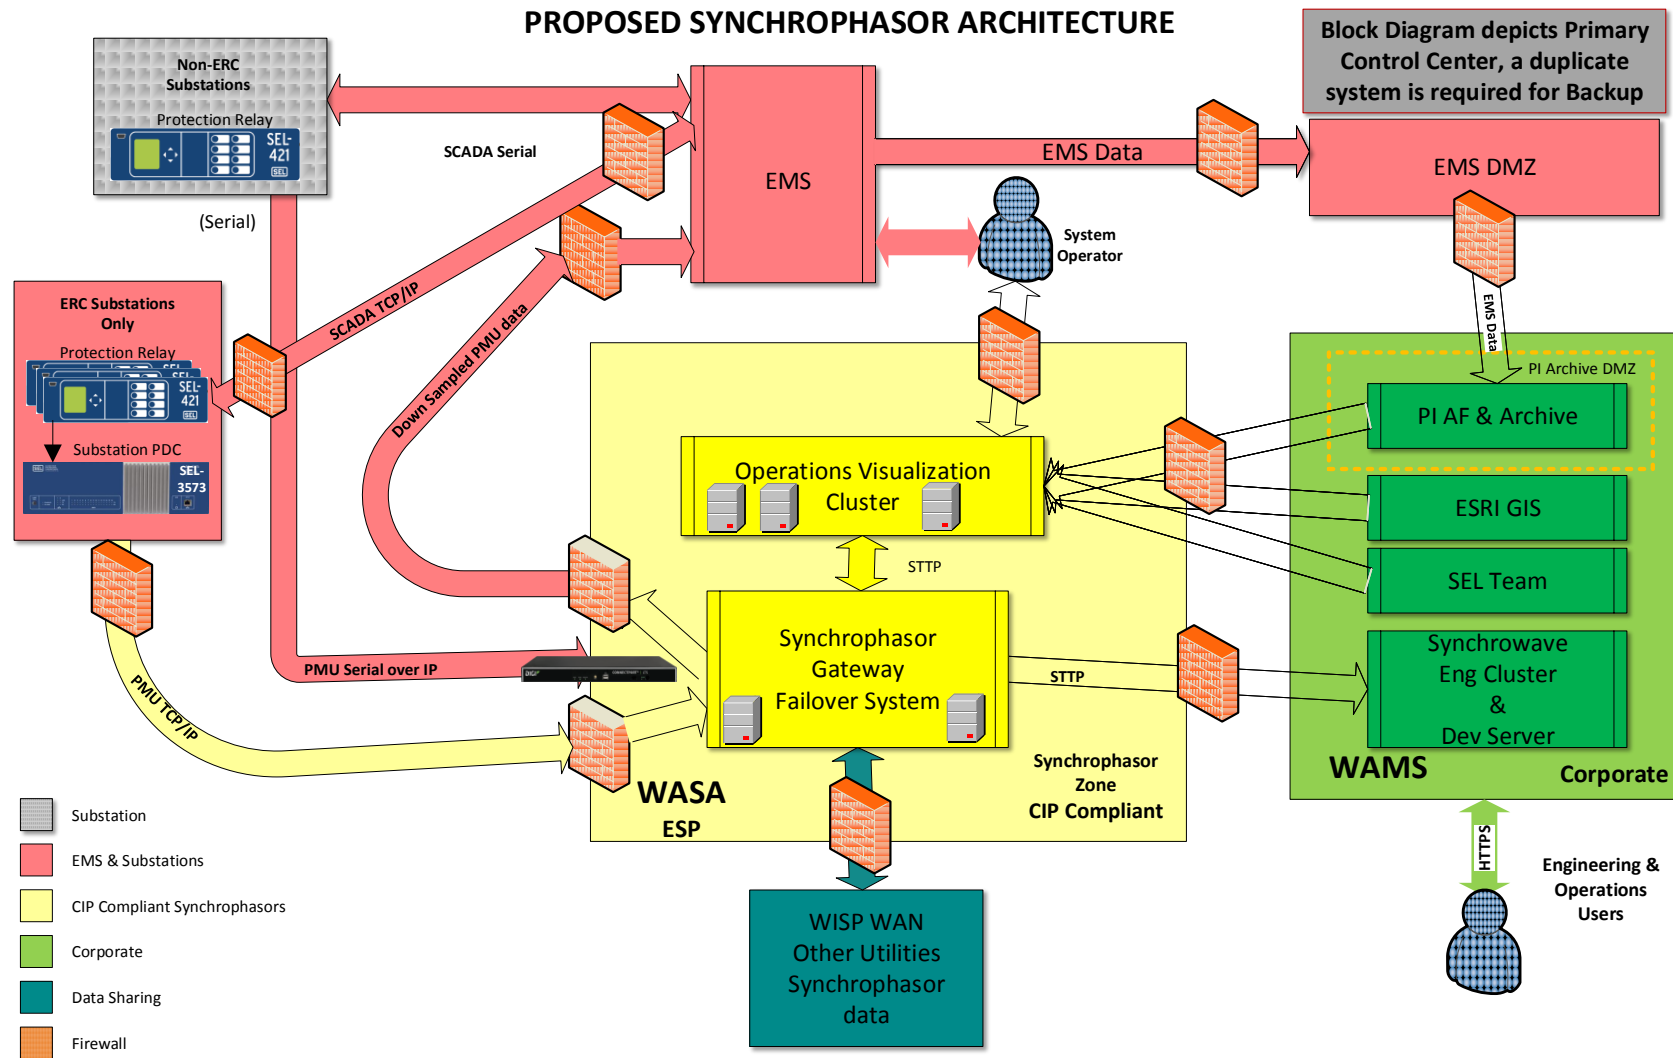 PROPOSED SYNCHROPHASOR ARCHITECTURE
Block Diagram depicts Primary
Control Center, a duplicate
system is required for Backup
Non-ERC
Substations
Protection Relay
SEL-
421
SEL
(Serial)
SCADA Serial
EMS
EMS Data
EMS DMZ
System
Operator
SCADA TCP/IP
Down Sampled PMU data
EMS Data
ERC Substations
Only
Protection Relay
SEL-
421
SEL
Substation PDC
SEL-
3573
PI Archive DMZ
PI AF & Archive
Operations Visualization
Cluster
ESRI GIS
STTP
SEL Team
Synchrophasor
Gateway
Failover System
STTP
Synchrowave
Eng Cluster
&
Dev Server
PMU Serial over IP
DIGI
PMU TCP/IP
WASA
ESP
Synchrophasor
Zone
CIP Compliant
WAMS
Corporate
HTTPS
Engineering &
Operations
Users
WISP WAN
Other Utilities
Synchrophasor
data
Substation
EMS & Substations
CIP Compliant Synchrophasors
Corporate
Data Sharing
Firewall